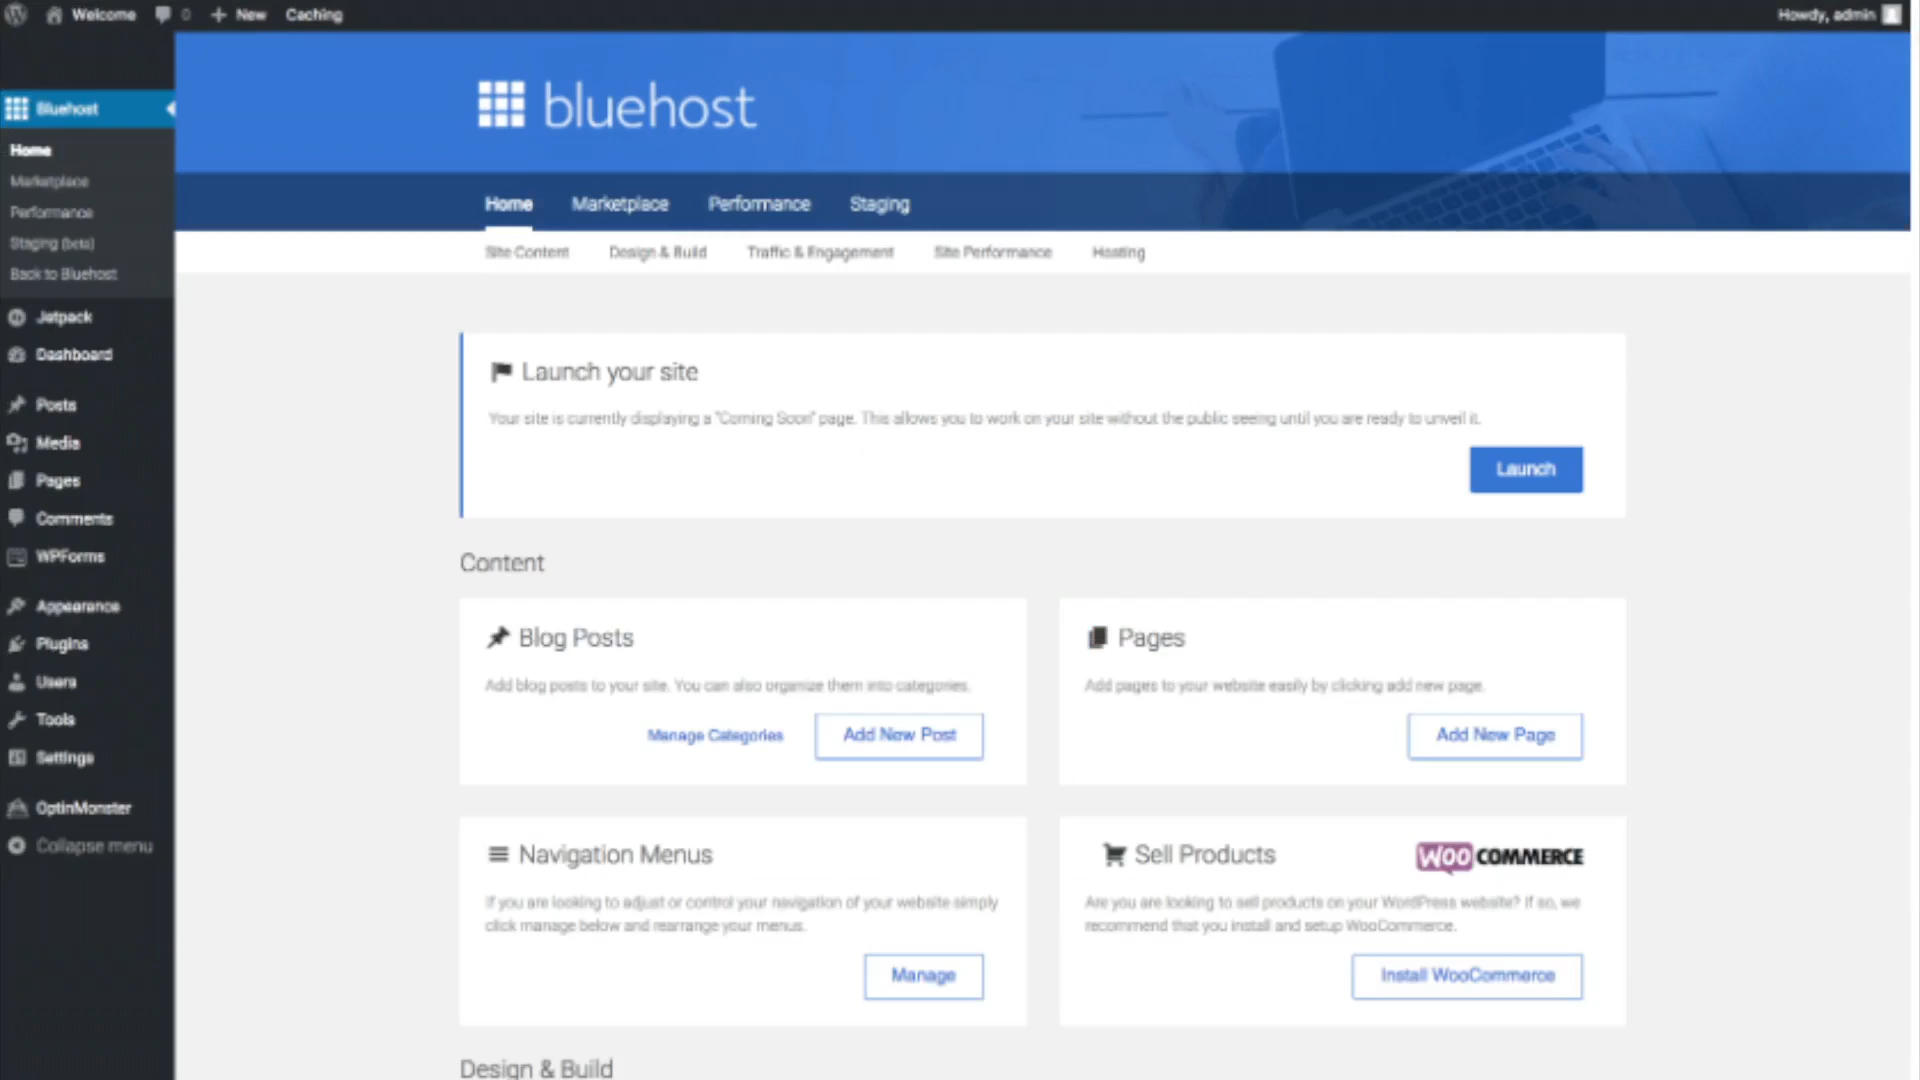 Welcome 0 New Caching Howdy, admin
Bluehost
Home
Marketplace
Performance
Staging (beta)
Back to Bluehost
Jetpack
Dashboard
Posts
Media
Pages
Comments
WPForms
Appearance
Plugins
Users
Tools
Settings
OptinMonster
Collapse menu
bluehost
Home Marketplace Performance Staging
Site Content Design & Build Traffic & Engagement Site Performance Hosting
Launch your site
Your site is currently displaying a "Coming Soon" page. This allows you to work on your site without the public seeing until you are ready to unveil it.
Launch
Content
Blog Posts
Add blog posts to your site. You can also organize them into categories.
Manage Categories Add New Post
Pages
Add pages to your website easily by clicking add new page.
Add New Page
Navigation Menus
If you are looking to adjust or control your navigation of your website simply
click manage below and rearrange your menus.
Manage
Sell Products WOOCOMMERCE
Are you are looking to sell products on your WordPress website? If so, we
recommend that you install and setup WooCommerce.
Install WooCommerce
Design & Build